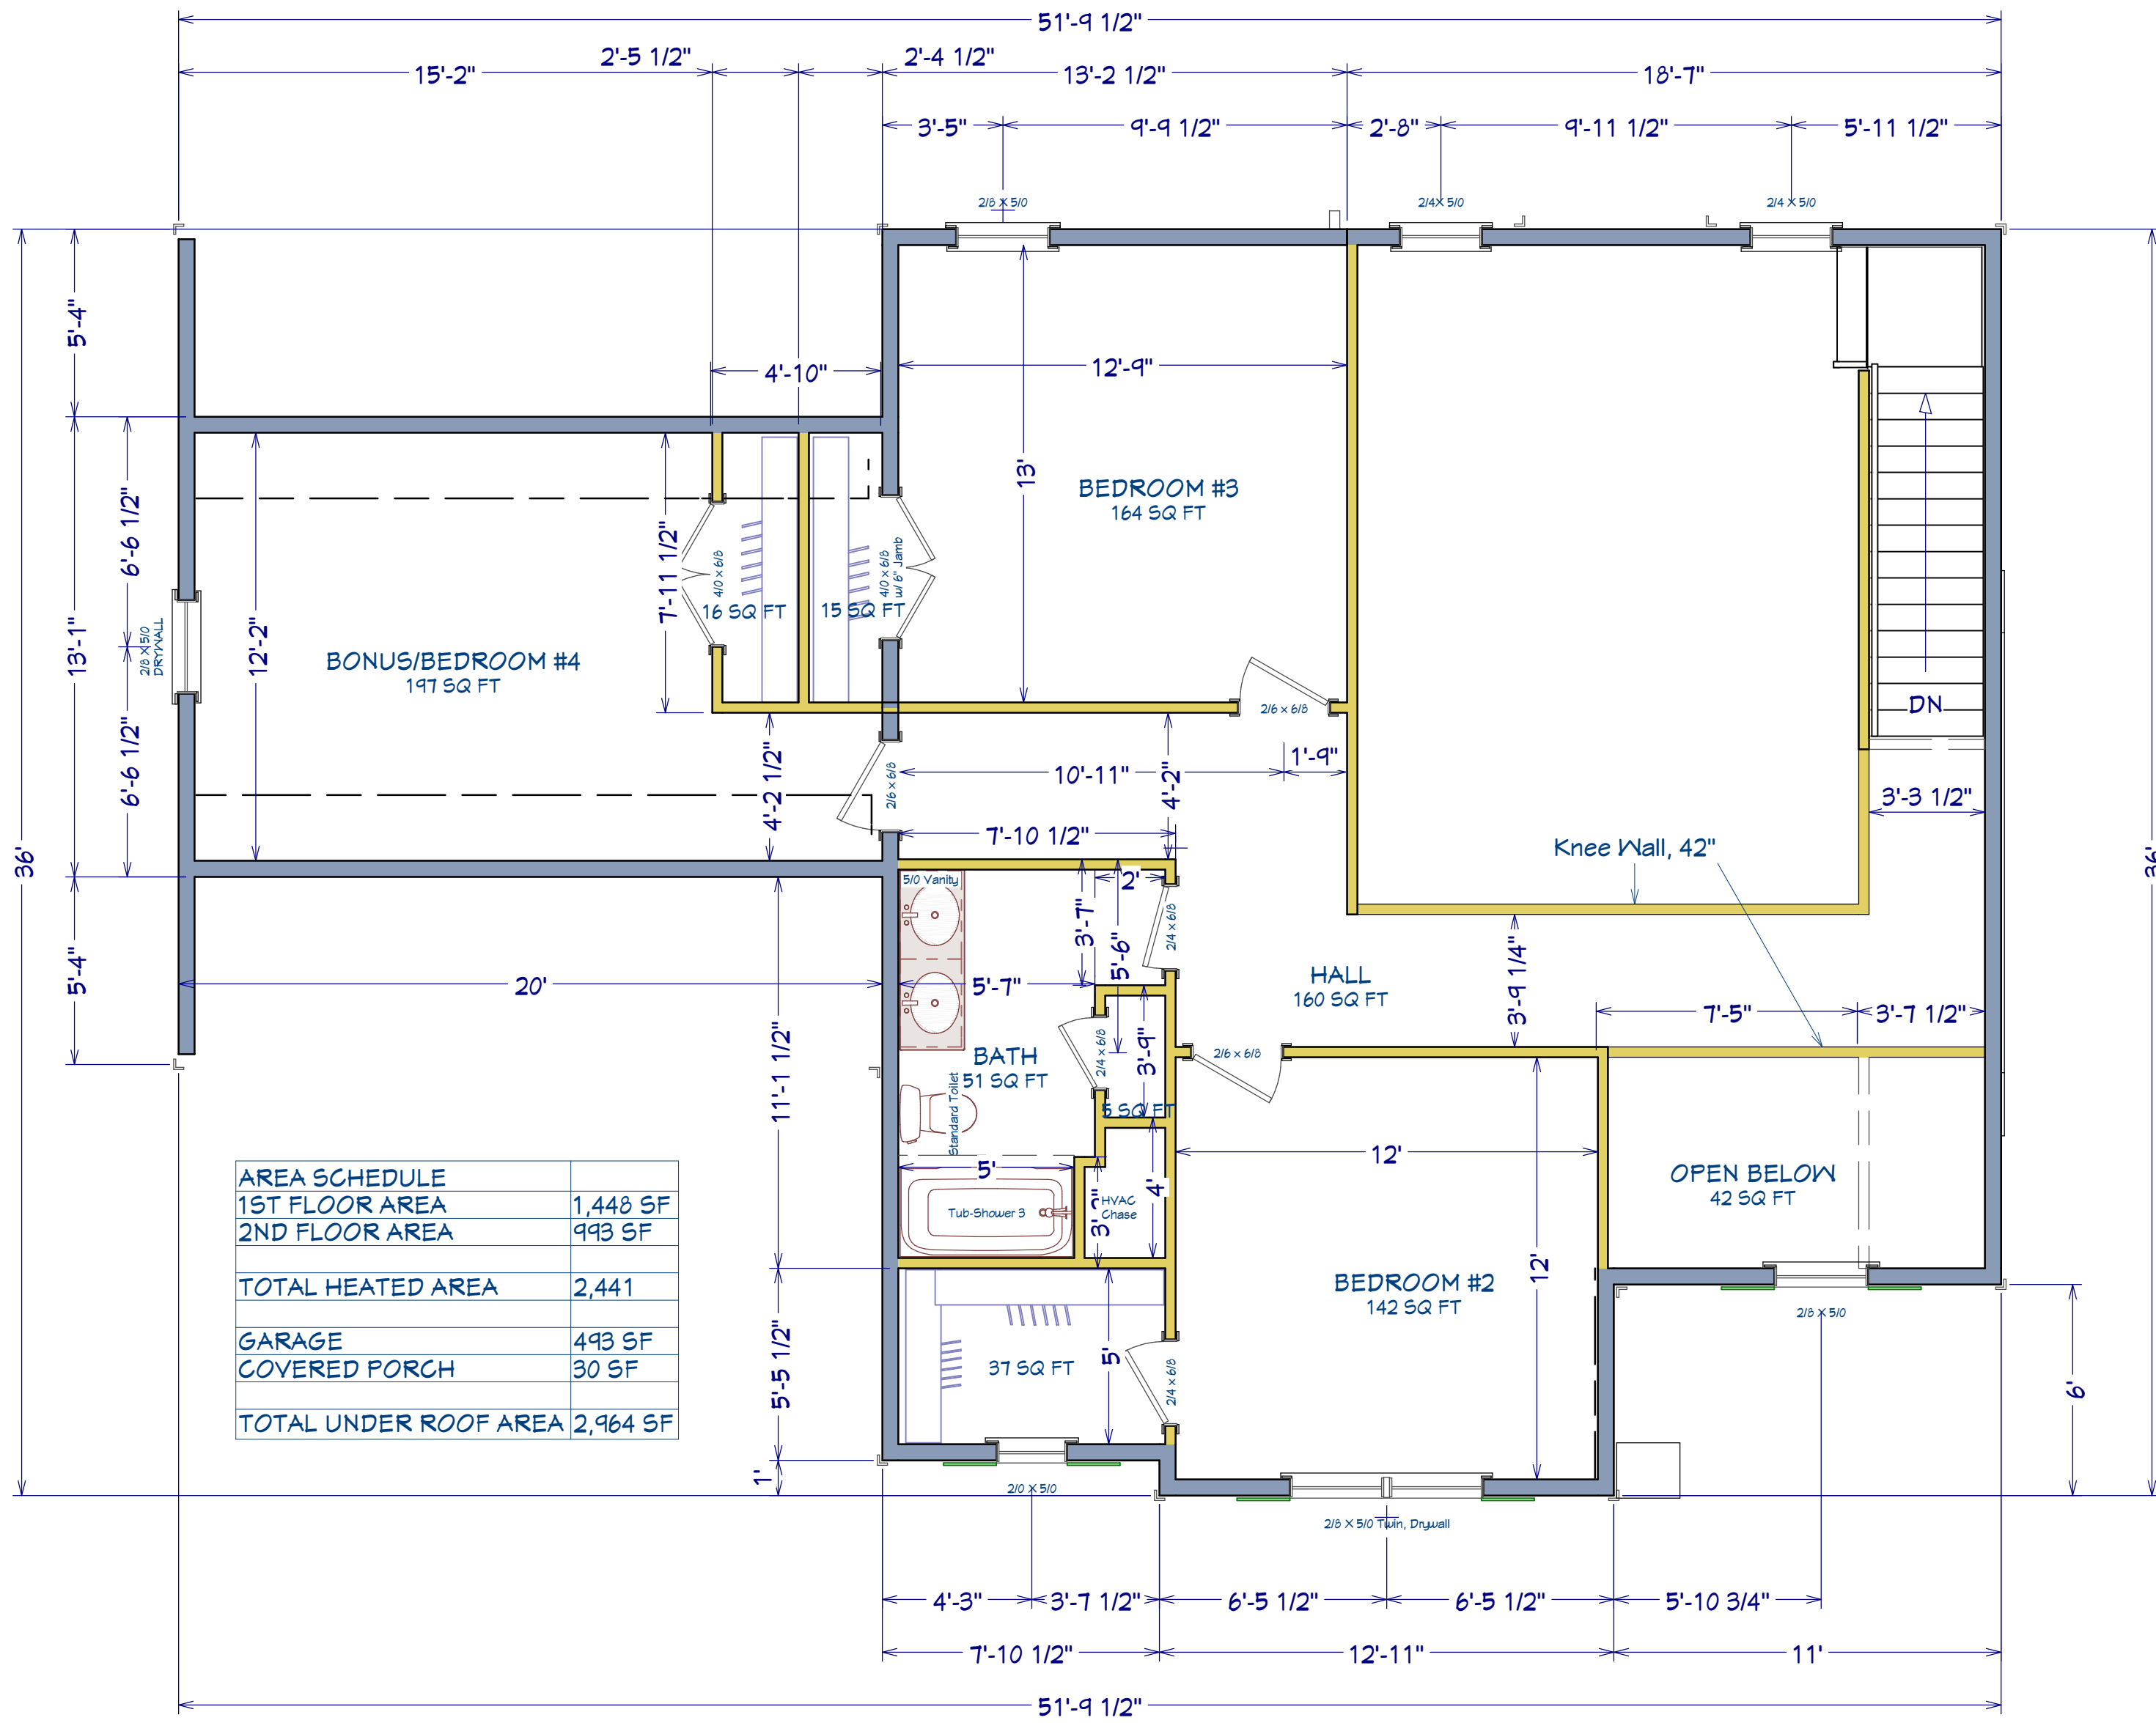 51'-9 1/2"
2'-5 1/2"
2'-4 1/2"
15'-2"
13'-2 1/2"
18'-7"
3'-5"
9'-9 1/2"
2'-8"
9'-11 1/2"
5'-11 1/2"
2/8 X 5/0
2/4X 5/0
2/4 X 5/0
5'-4"
4'-10"
12'-9"
13'
BEDROOM #3
164 SQ FT
6'-6 1/2"
7'-11 1/2"
4/0 x 6/8
4/0 x 6/8
w/ 6" Jamb
16 SQ FT
15 SQ FT
13'-1"
2/8 X 5/0
DRYWALL
12'-2"
BONUS/BEDROOM #4
197 SQ FT
2/6 x 6/8
DN
6'-6 1/2"
4'-2 1/2"
2/6 x 6/8
10'-11"
1'-9"
4'-2"
3'-3 1/2"
7'-10 1/2"
Knee Wall, 42"
36'
36'
5/0 Vanity
2'
3'-7"
5'-6"
2/4 x 6/8
5'-4"
20'
5'-7"
HALL
160 SQ FT
3'-9 1/4"
7'-5"
3'-7 1/2"
11'-1 1/2"
BATH
51 SQ FT
2/4 x 6/8
3'-9"
2/6 x 6/8
Standard Toilet
5 SQ FT
12'
5'
OPEN BELOW
42 SQ FT
4'
HVAC
Chase
Tub-Shower 3
AREA SCHEDULE
1ST FLOOR AREA 1,448 SF
2ND FLOOR AREA 993 SF
TOTAL HEATED AREA 2,441
GARAGE 493 SF
COVERED PORCH 30 SF
TOTAL UNDER ROOF AREA 2,964 SF
12'
BEDROOM #2
142 SQ FT
2/8 X 5/0
5'-5 1/2"
37 SQ FT
5'
2/4 x 6/8
6'
1'
2/0 X 5/0
2/8 X 5/0 Twin, Drywall
4'-3"
3'-7 1/2"
6'-5 1/2"
6'-5 1/2"
5'-10 3/4"
7'-10 1/2"
12'-11"
11'
51'-9 1/2"